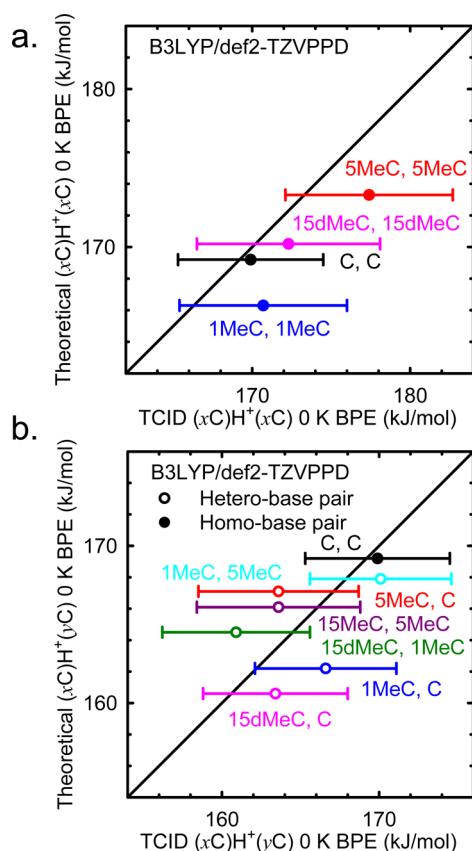 a.
B3LYP/def2-TZVPPD
180
170
Theoretical (xC)H⁺(xC) 0 K BPE (kJ/mol)
5MeC, 5MeC
15dMeC, 15dMeC
C, C
1MeC, 1MeC
170
180
TCID (xC)H⁺(xC) 0 K BPE (kJ/mol)
b.
B3LYP/def2-TZVPPD
Hetero-base pair
Homo-base pair
170
160
Theoretical (xC)H⁺(yC) 0 K BPE (kJ/mol)
C, C
1MeC, 5MeC
5MeC, C
15MeC, 5MeC
15dMeC, 1MeC
1MeC, C
15dMeC, C
160
170
TCID (xC)H⁺(yC) 0 K BPE (kJ/mol)